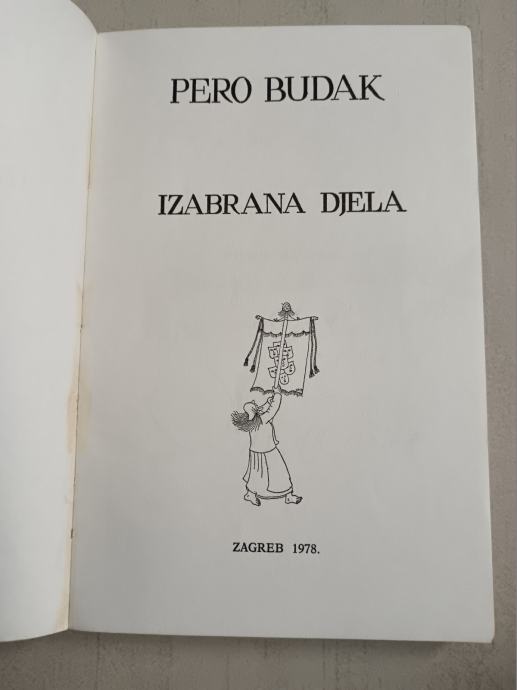 PERO BUDAK
IZABRANA DJELA
ZAGREB 1978.